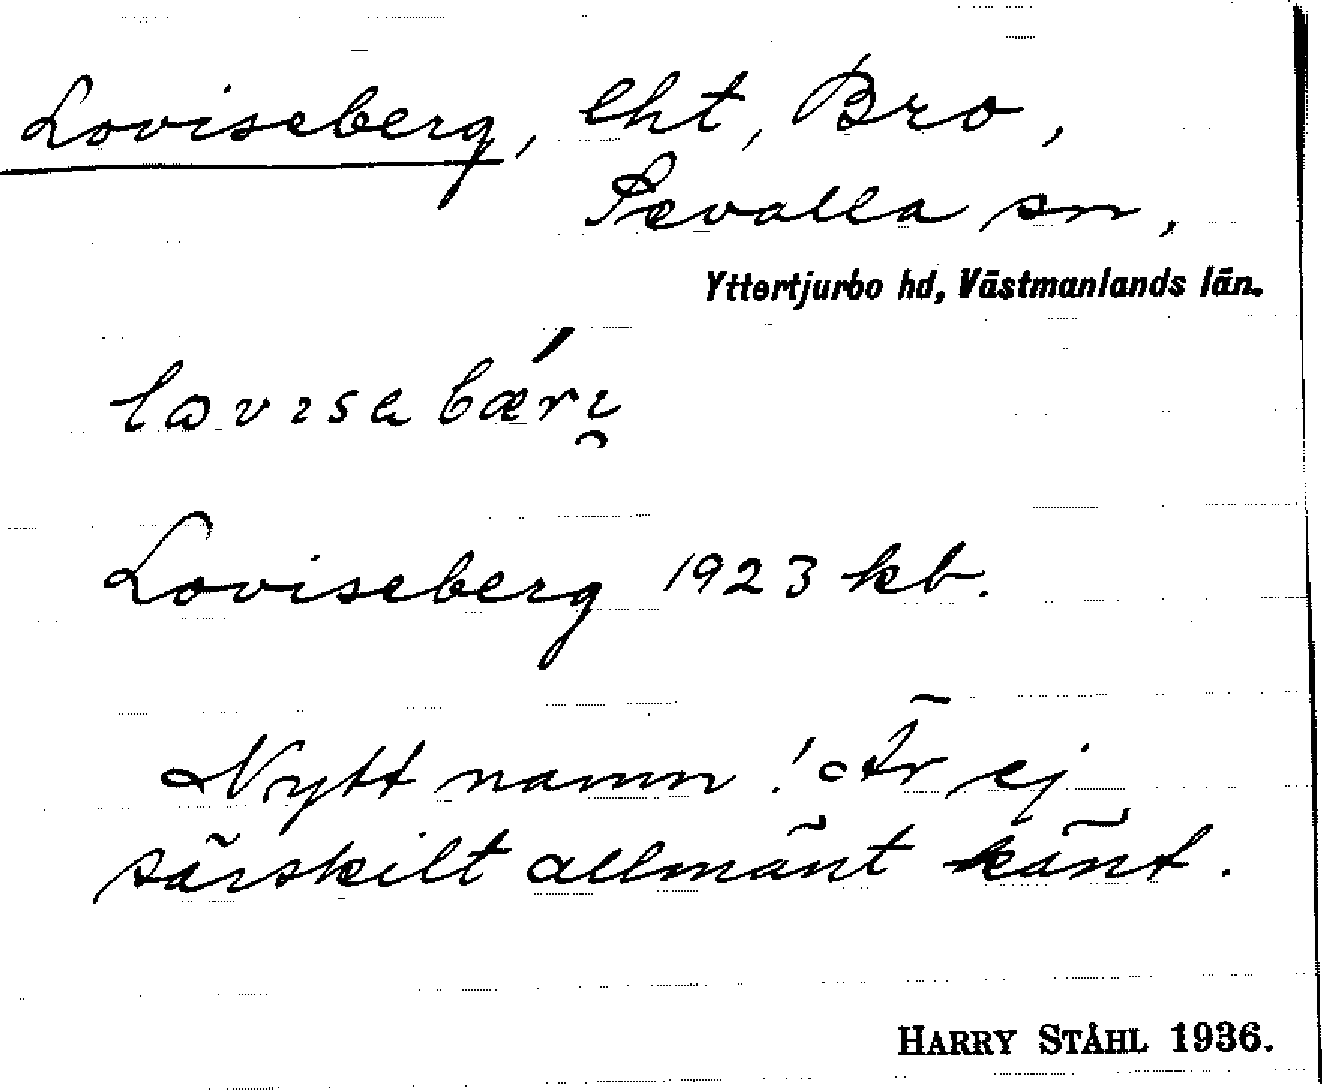 Loviseberg, lht, Bro,
Sevalla sn,
Yttertjurbo hd, Västmanlands län.
Loviseberg 1923 kb.
Nytt namn! Är ej
särskilt allmänt känt.
HARRY STÅHL 1936.